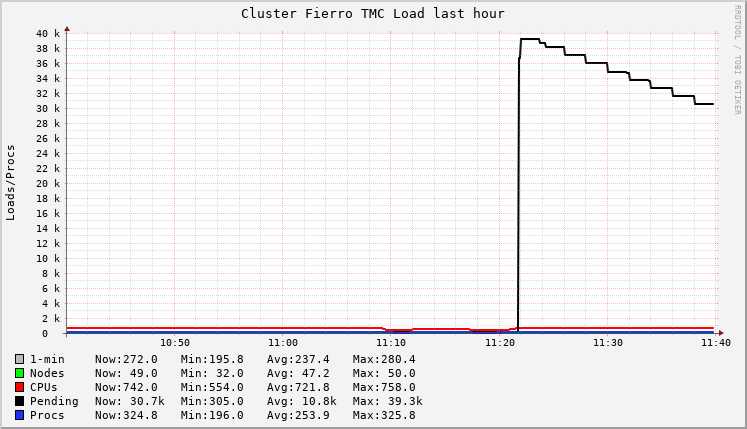 Cluster Fierro TMC Load last hour
RRDTOOL / TOBI OETIKER
Loads/Procs
40 k
38 k
36 k
34 k
32 k
30 k
28 k
26 k
24 k
22 k
20 k
18 k
16 k
14 k
12 k
10 k
8 k
6 k
4 k
2 k
0
10:50 11:00 11:10 11:20 11:30 11:40
1-min Now:272.0 Min:195.8 Avg:237.4 Max:280.4
Nodes Now: 49.0 Min: 32.0 Avg: 47.2 Max: 50.0
CPUs Now:742.0 Min:554.0 Avg:721.8 Max:758.0
Pending Now: 30.7k Min:305.0 Avg: 10.8k Max: 39.3k
Procs Now:324.8 Min:196.0 Avg:253.9 Max:325.8